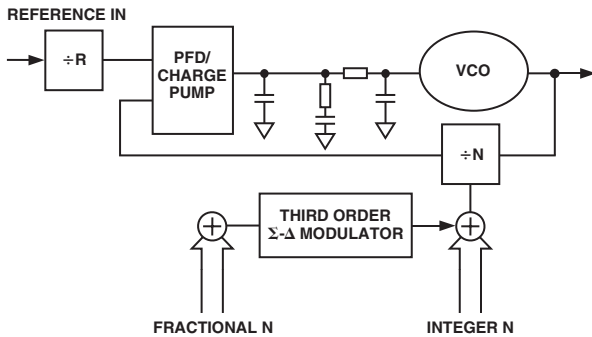 REFERENCE IN
÷R
PFD/
CHARGE
PUMP
VCO
÷N
THIRD ORDER
Σ-Δ MODULATOR
FRACTIONAL N
INTEGER N